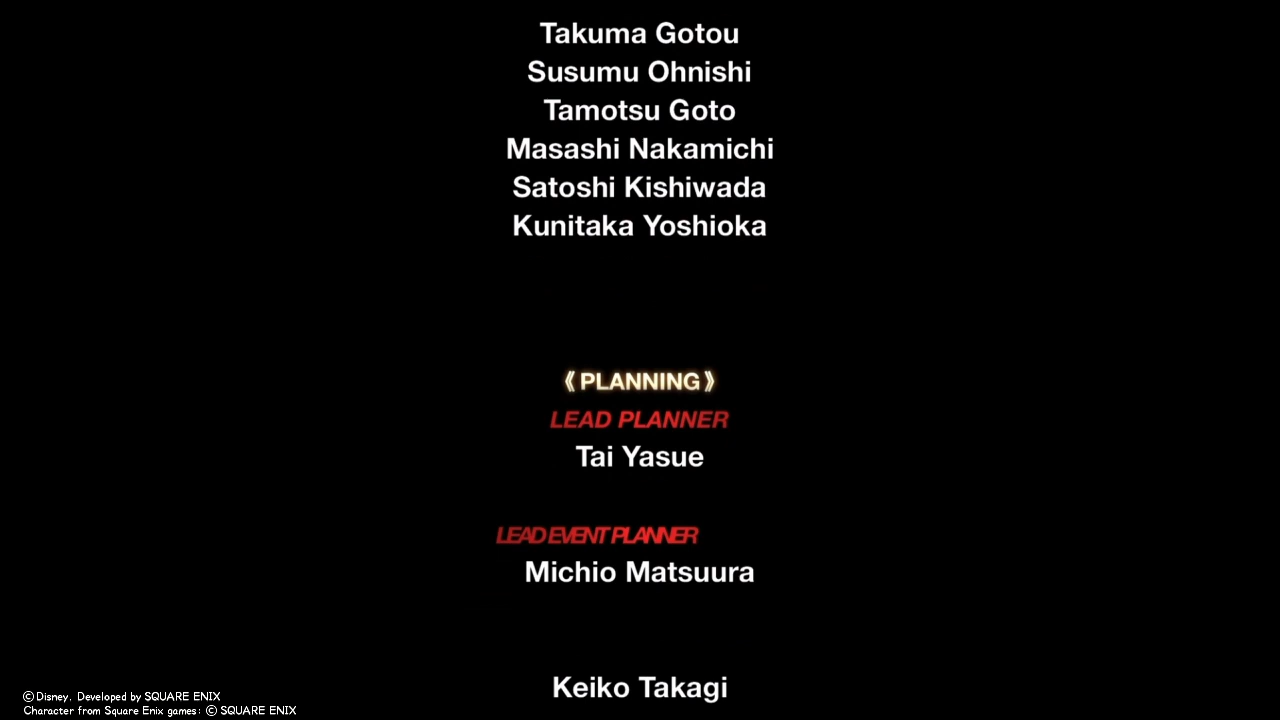 Takuma Gotou
Susumu Ohnishi
Tamotsu Goto
Masashi Nakamichi
Satoshi Kishiwada
Kunitaka Yoshioka
《PLANNING》
LEAD PLANNER
Tai Yasue
LEAD EVENT PLANNER
Michio Matsuura
Keiko Takagi
©Disney. Developed by SQUARE ENIX
Character from Square Enix games: © SQUARE ENIX